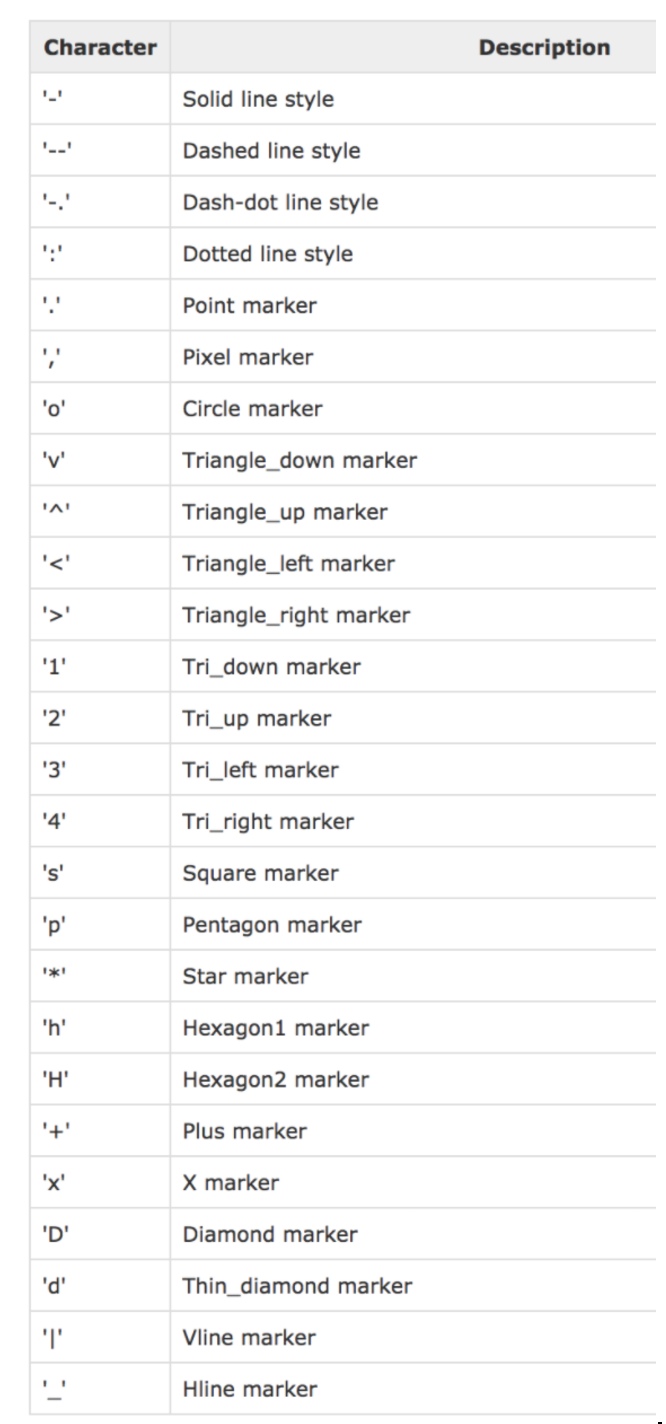 Character Description
'-' Solid line style
'--' Dashed line style
'-.' Dash-dot line style
':' Dotted line style
'.' Point marker
',' Pixel marker
'o' Circle marker
'v' Triangle_down marker
'^' Triangle_up marker
'<' Triangle_left marker
'>' Triangle_right marker
'1' Tri_down marker
'2' Tri_up marker
'3' Tri_left marker
'4' Tri_right marker
's' Square marker
'p' Pentagon marker
'*' Star marker
'h' Hexagon1 marker
'H' Hexagon2 marker
'+' Plus marker
'x' X marker
'D' Diamond marker
'd' Thin_diamond marker
'|' Vline marker
'_' Hline marker